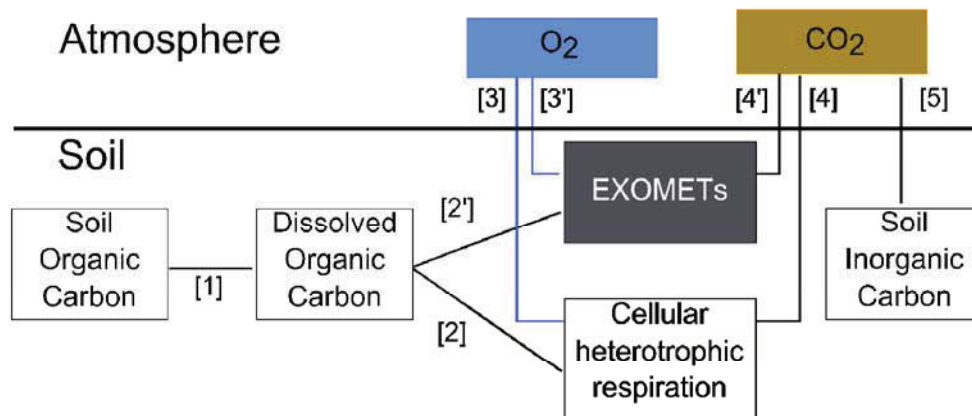 Atmosphere
O2
CO2
[3]
[3']
[4']
[4]
[5]
Soil
EXOMETs
Soil
Organic
Carbon
[1]
Dissolved
Organic
Carbon
[2']
[2]
Cellular
heterotrophic
respiration
Soil
Inorganic
Carbon